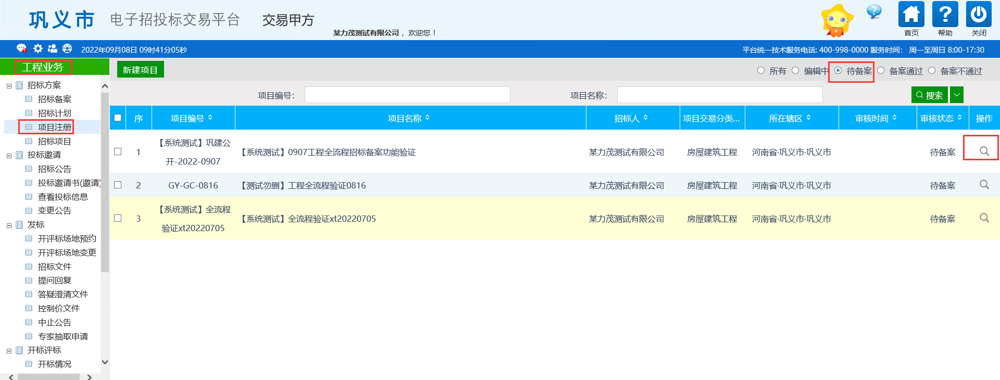 巩义市 电子招投标交易平台 交易甲方
某力茂测试有限公司 ，欢迎您！
首页 帮助 关闭
2022年09月08日 09时41分05秒
平台统一技术服务电话: 400-998-0000 服务时间： 周一至周日 8:00-17:30
工程业务
招标方案
招标备案
招标计划
项目注册
招标项目
投标邀请
招标公告
投标邀请书(邀请)
查看投标信息
变更公告
发标
开评标场地预约
开评标场地变更
招标文件
提问回复
答疑澄清文件
控制价文件
中止公告
专家抽取申请
开标评标
开标情况
新建项目
所有 编辑中 待备案 备案通过 备案不通过
项目编号： 项目名称： 搜索
序 项目编号 项目名称 招标人 项目交易分类... 所在辖区 审核时间 审核状态 操作
1 【系统测试】巩建公
开-2022-0907 【系统测试】0907工程全流程招标备案功能验证 某力茂测试有限公司 房屋建筑工程 河南省·巩义市·巩义市 待备案
2 GY-GC-0816 【测试勿删】工程全流程验证0816 某力茂测试有限公司 房屋建筑工程 河南省·巩义市·巩义市 待备案
3 【系统测试】全流程
验证xt20220705 【系统测试】全流程验证xt20220705 某力茂测试有限公司 房屋建筑工程 河南省·巩义市·巩义市 待备案